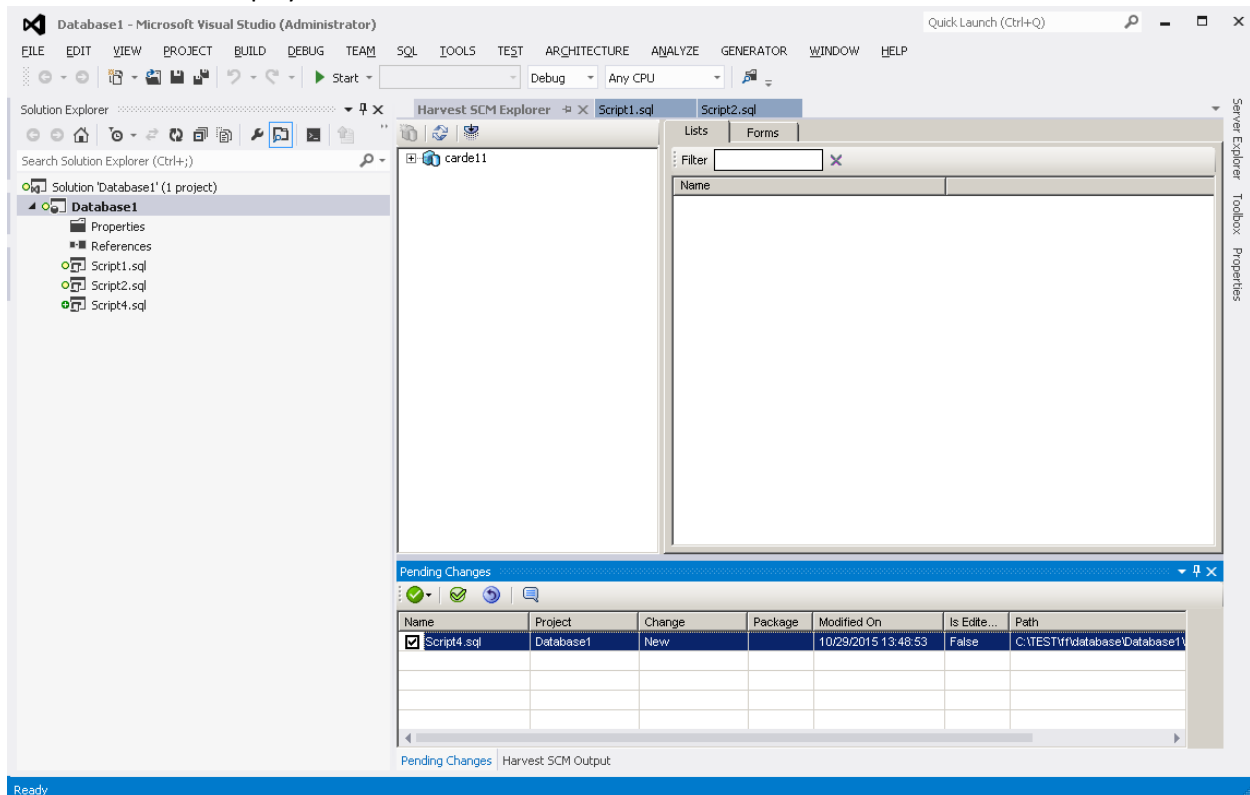 Database1 - Microsoft Visual Studio (Administrator)
Quick Launch (Ctrl+Q)
FILE EDIT VIEW PROJECT BUILD DEBUG TEAM SQL TOOLS TEST ARCHITECTURE ANALYZE GENERATOR WINDOW HELP
Start Debug Any CPU
Solution Explorer
Search Solution Explorer (Ctrl+;)
Solution 'Database1' (1 project)
Database1
Properties
References
Script1.sql
Script2.sql
Script4.sql
Harvest SCM Explorer Script1.sql Script2.sql
carde11
Lists Forms
Filter
Name
Server Explorer
Toolbox
Properties
Pending Changes
Name Project Change Package Modified On Is Edite... Path
Script4.sql Database1 New 10/29/2015 13:48:53 False C:\TEST\ff\database\Database1\
Pending Changes Harvest SCM Output
Ready